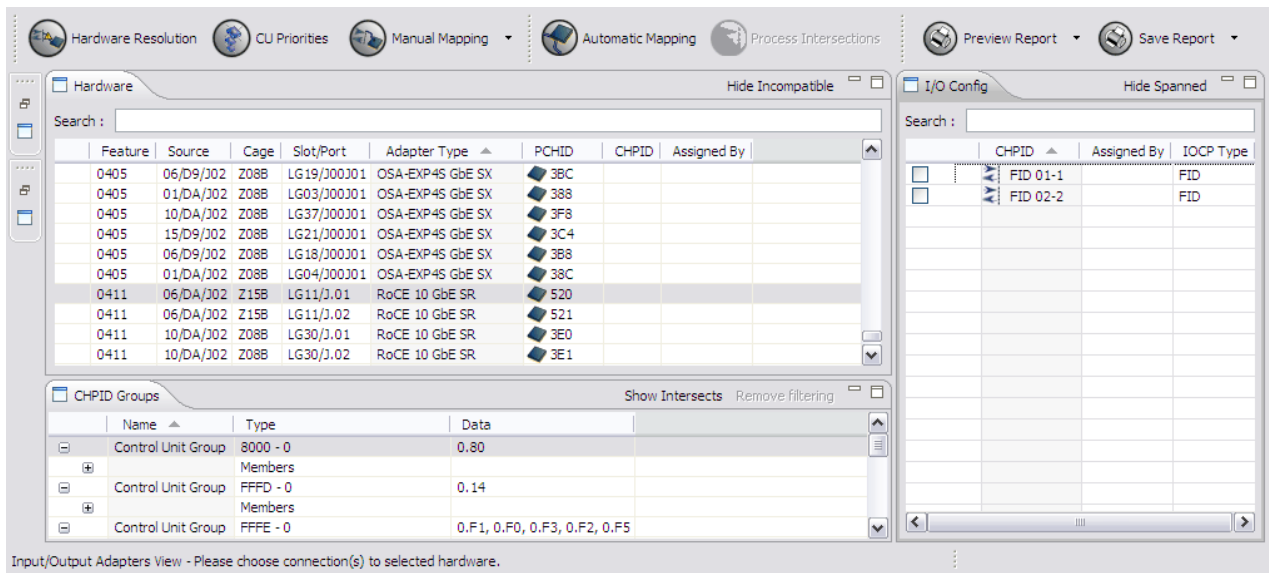 Hardware Resolution CU Priorities Manual Mapping Automatic Mapping Process Intersections Preview Report Save Report
Hardware Hide Incompatible
Search :
Feature Source Cage Slot/Port Adapter Type PCHID CHPID Assigned By
0405 06/D9/J02 Z08B LG19/J00J01 OSA-EXP4S GbE SX 3BC
0405 01/DA/J02 Z08B LG03/J00J01 OSA-EXP4S GbE SX 388
0405 10/DA/J02 Z08B LG37/J00J01 OSA-EXP4S GbE SX 3F8
0405 15/D9/J02 Z08B LG21/J00J01 OSA-EXP4S GbE SX 3C4
0405 06/D9/J02 Z08B LG18/J00J01 OSA-EXP4S GbE SX 3B8
0405 01/DA/J02 Z08B LG04/J00J01 OSA-EXP4S GbE SX 38C
0411 06/DA/J02 Z15B LG11/J.01 RoCE 10 GbE SR 520
0411 06/DA/J02 Z15B LG11/J.02 RoCE 10 GbE SR 521
0411 10/DA/J02 Z08B LG30/J.01 RoCE 10 GbE SR 3E0
0411 10/DA/J02 Z08B LG30/J.02 RoCE 10 GbE SR 3E1
CHPID Groups Show Intersects Remove filtering
Name Type Data
Control Unit Group 8000 - 0 0.80
Members
Control Unit Group FFFD - 0 0.14
Members
Control Unit Group FFFE - 0 0.F1, 0.F0, 0.F3, 0.F2, 0.F5
I/O Config Hide Spanned
Search :
CHPID Assigned By IOCP Type
FID 01-1 FID
FID 02-2 FID
Input/Output Adapters View - Please choose connection(s) to selected hardware.